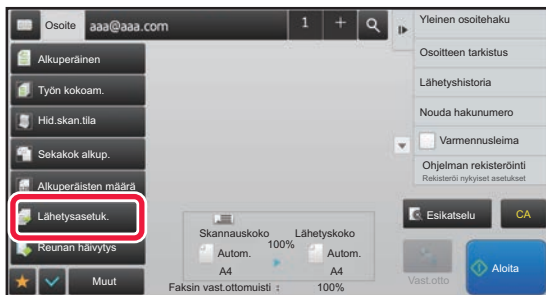 Osoite aaa@aaa.com 1 +
Alkuperäinen
Työn kokoam.
Hid.skan.tila
Sekakok alkup.
Alkuperäisten määrä
Lähetysasetuk.
Reunan häivytys
Muut
Skannauskoko Lähetyskoko
100%
Autom. Autom.
A4 A4
Faksin vast.ottomuisti : 100%
Yleinen osoitehaku
Osoitteen tarkistus
Lähetyshistoria
Nouda hakunumero
Varmennusleima
Ohjelman rekisteröinti
Rekisteröi nykyiset asetukset
Esikatselu CA
Vast.otto Aloita